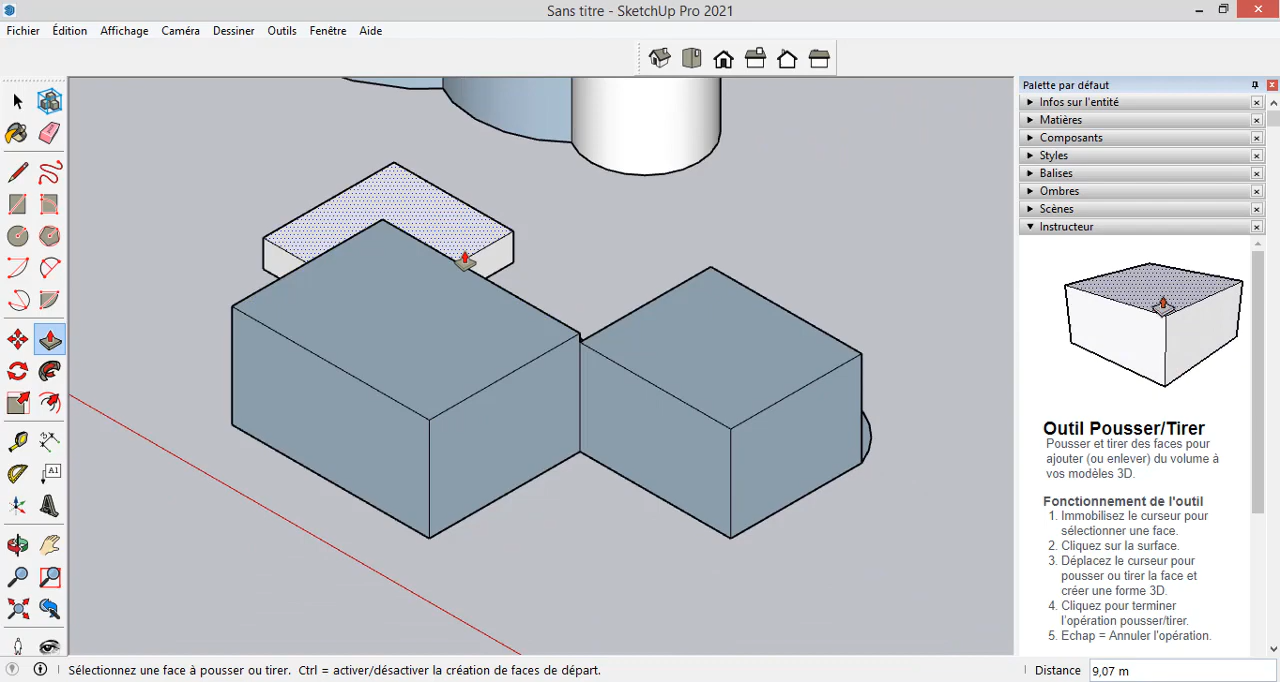 Sans titre - SketchUp Pro 2021
Fichier Édition Affichage Caméra Dessiner Outils Fenêtre Aide
Palette par défaut
Infos sur l'entité
Matières
Composants
Styles
Balises
Ombres
Scènes
Instructeur
A1
Outil Pousser/Tirer
Pousser et tirer des faces pour
ajouter (ou enlever) du volume à
vos modèles 3D.
Fonctionnement de l'outil
1. Immobilisez le curseur pour
sélectionner une face.
2. Cliquez sur la surface.
3. Déplacez le curseur pour
pousser ou tirer la face et
créer une forme 3D.
4. Cliquez pour terminer
l'opération pousser/tirer.
5. Echap = Annuler l'opération.
Sélectionnez une face à pousser ou tirer. Ctrl = activer/désactiver la création de faces de départ.
Distance 9,07 m